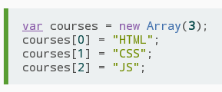 var courses = new Array(3);
courses[0] = "HTML";
courses[1] = "CSS";
courses[2] = "JS";